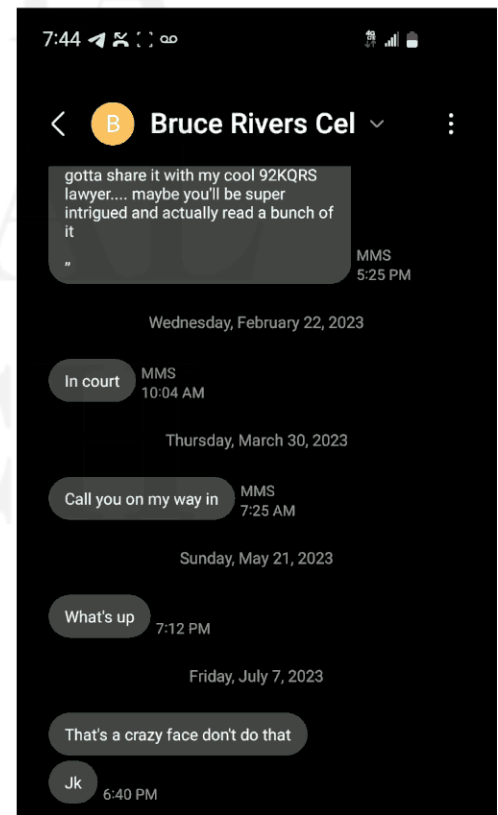 7:44
Bruce Rivers Cel
B
gotta share it with my cool 92KQRS
lawyer.... maybe you'll be super
intrigued and actually read a bunch of
it
”
MMS
5:25 PM
Wednesday, February 22, 2023
In court
MMS
10:04 AM
Thursday, March 30, 2023
Call you on my way in
MMS
7:25 AM
Sunday, May 21, 2023
What's up
7:12 PM
Friday, July 7, 2023
That's a crazy face don't do that
Jk
6:40 PM